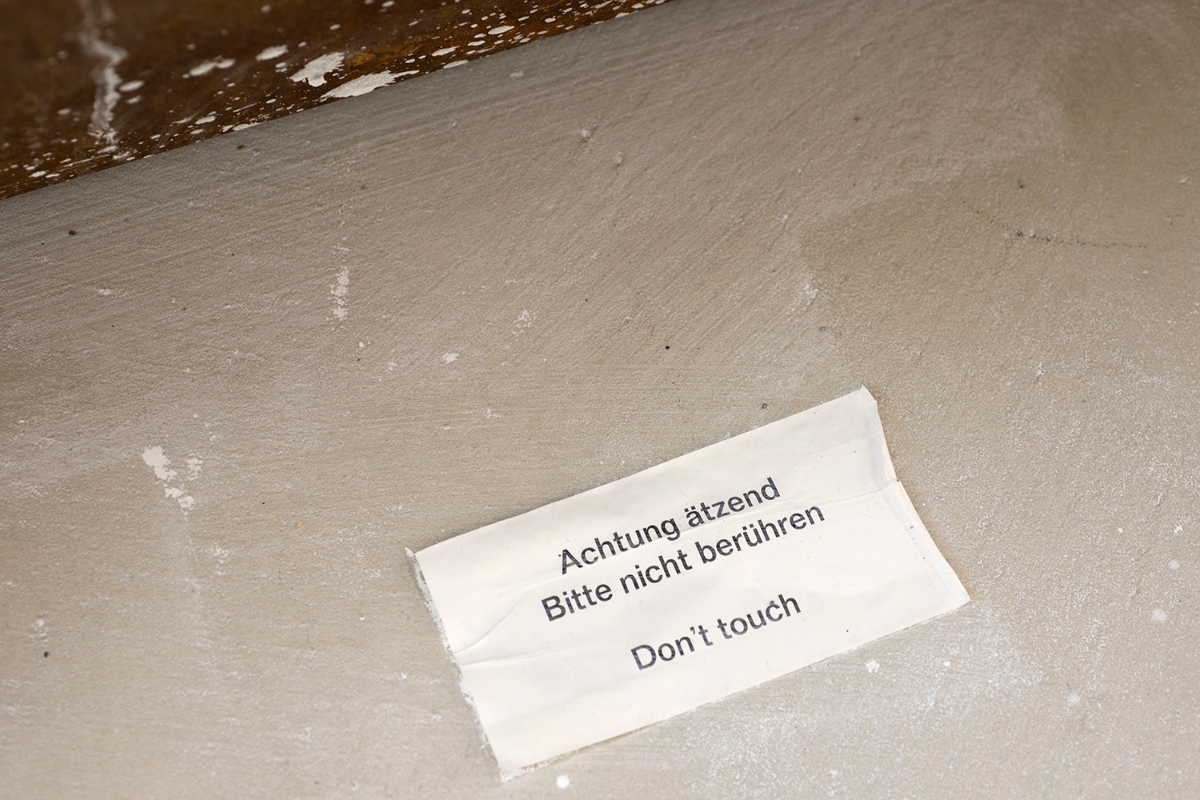 Achtung ätzend
Bitte nicht berühren
Don't touch